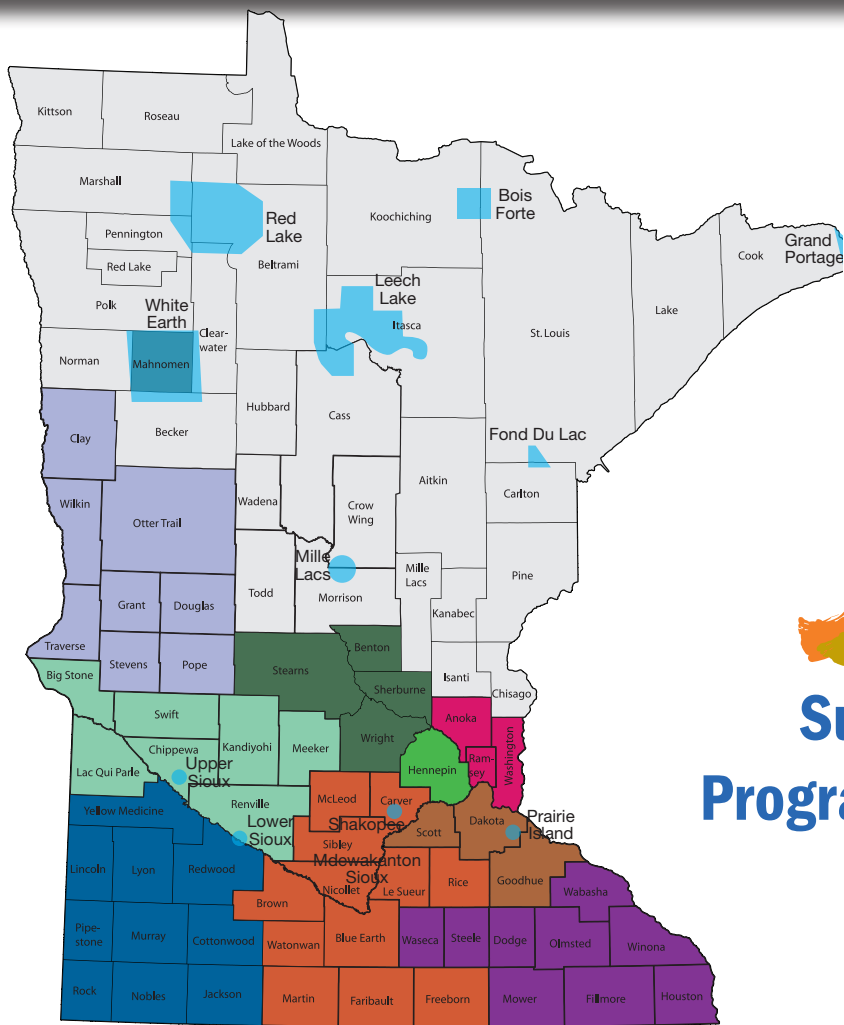 Kittson
Roseau
Lake of the Woods
Marshall
Red
Lake
Koochiching
Bois
Forte
Pennington
Red Lake
Beltrami
Cook
Grand
Portage
Polk
White
Earth
Clear-
water
Leech
Lake
Itasca
St. Louis
Lake
Norman
Mahnomen
Hubbard
Cass
Clay
Becker
Fond Du Lac
Aitkin
Carlton
Wilkin
Otter Trail
Wadena
Crow
Wing
Mille
Lacs
Mille
Lacs
Pine
Grant
Douglas
Todd
Morrison
Kanabec
Traverse
Stevens
Pope
Benton
Stearns
Isanti
Chisago
Big Stone
Sherburne
Swift
Anoka
Chippewa
Kandiyohi
Meeker
Wright
Washington
Lac Qui Parle
Upper
Sioux
Hennepin
Ram-
sey
Su
Progra
Yellow Medicine
Renville
McLeod
Carver
Shakopee
Mdewakanton
Sioux
Scott
Dakota
Prairie
Island
Lower
Sioux
Sibley
Lincoln
Lyon
Redwood
Nicollet
Le Sueur
Rice
Goodhue
Wabasha
Brown
Pipe-
stone
Murray
Cottonwood
Watonwan
Blue Earth
Waseca
Steele
Dodge
Olmsted
Winona
Rock
Nobles
Jackson
Martin
Faribault
Freeborn
Mower
Fillmore
Houston